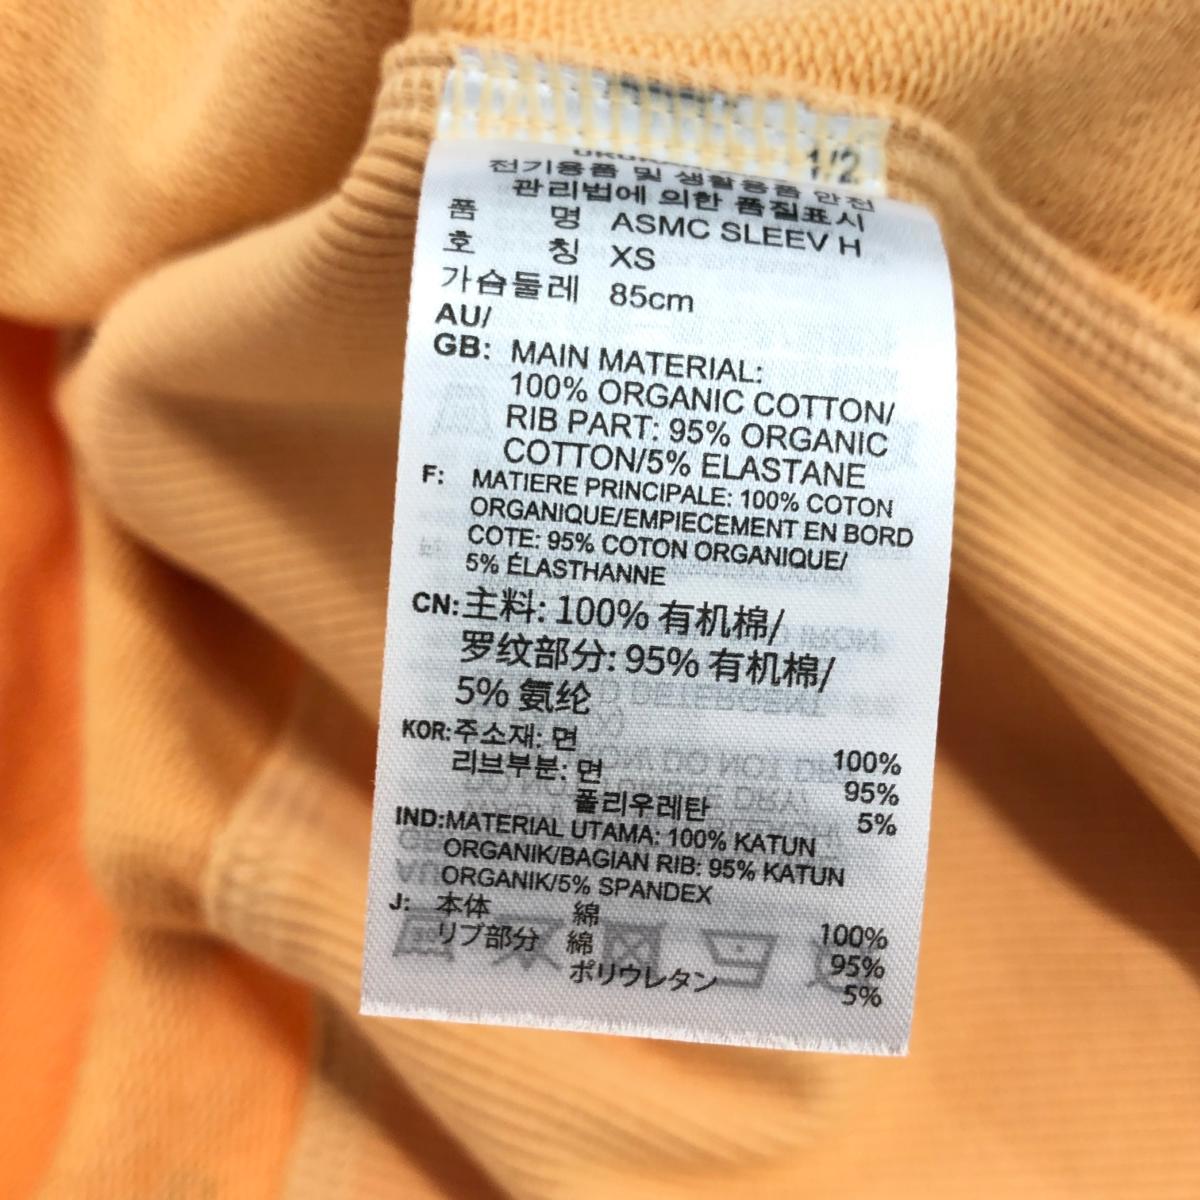 1/2
전기용품 및 생활용품 안전
관리법에 의한 품질표시
품 명 ASMC SLEEV H
호 칭 XS
가슴둘레 85cm
AU/
GB: MAIN MATERIAL:
100% ORGANIC COTTON/
RIB PART: 95% ORGANIC
COTTON/5% ELASTANE
F: MATIERE PRINCIPALE: 100% COTON
ORGANIQUE/EMPIECEMENT EN BORD
COTE: 95% COTON ORGANIQUE/
5% ÉLASTHANNE
CN: 主料: 100% 有机棉/
罗纹部分: 95% 有机棉/
5% 氨纶
KOR: 주소재: 면 100%
리브부분: 면 95%
폴리우레탄 5%
IND: MATERIAL UTAMA: 100% KATUN
ORGANIK/BAGIAN RIB: 95% KATUN
ORGANIK/5% SPANDEX
J: 本体 綿 100%
リブ部分 綿 95%
ポリウレタン 5%